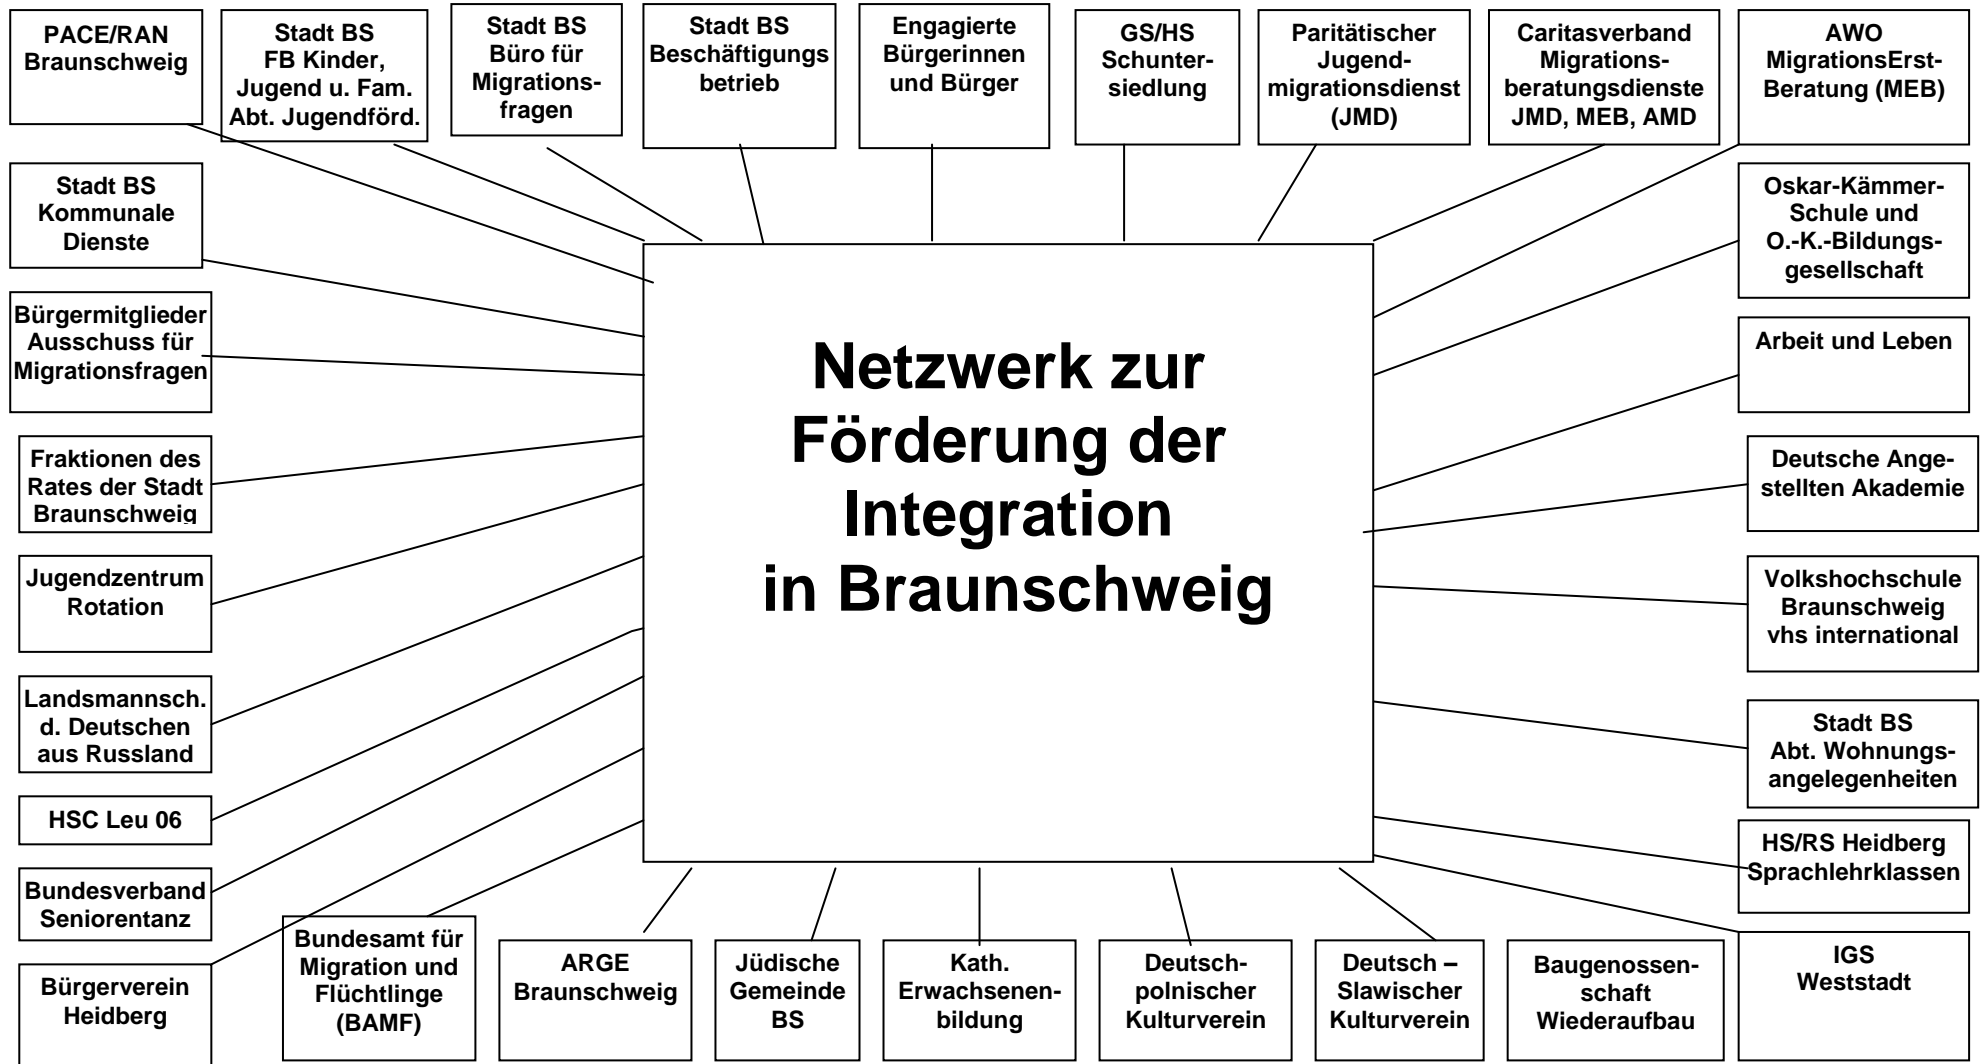 PACE/RAN
Braunschweig
Stadt BS
FB Kinder,
Jugend u. Fam.
Abt. Jugendförd.
Stadt BS
Büro für
Migrations-
fragen
Stadt BS
Beschäftigungs
betrieb
Engagierte
Bürgerinnen
und Bürger
GS/HS
Schunter-
siedlung
Paritätischer
Jugend-
migrationsdienst
(JMD)
Caritasverband
Migrations-
beratungsdienste
JMD, MEB, AMD
AWO
MigrationsErst-
Beratung (MEB)
Stadt BS
Kommunale
Dienste
Bürgermitglieder
Ausschuss für
Migrationsfragen
Fraktionen des
Rates der Stadt
Braunschweig
Jugendzentrum
Rotation
Landsmannsch.
d. Deutschen
aus Russland
HSC Leu 06
Bundesverband
Seniorentanz
Bürgerverein
Heidberg
Netzwerk zur
Förderung der
Integration
in Braunschweig
Oskar-Kämmer-
Schule und
O.-K.-Bildungs-
gesellschaft
Arbeit und Leben
Deutsche Ange-
stellten Akademie
Volkshochschule
Braunschweig
vhs international
Stadt BS
Abt. Wohnungs-
angelegenheiten
HS/RS Heidberg
Sprachlehrklassen
Bundesamt für
Migration und
Flüchtlinge
(BAMF)
ARGE
Braunschweig
Jüdische
Gemeinde
BS
Kath.
Erwachsenen-
bildung
Deutsch-
polnischer
Kulturverein
Deutsch –
Slawischer
Kulturverein
Baugenossen-
schaft
Wiederaufbau
IGS
Weststadt